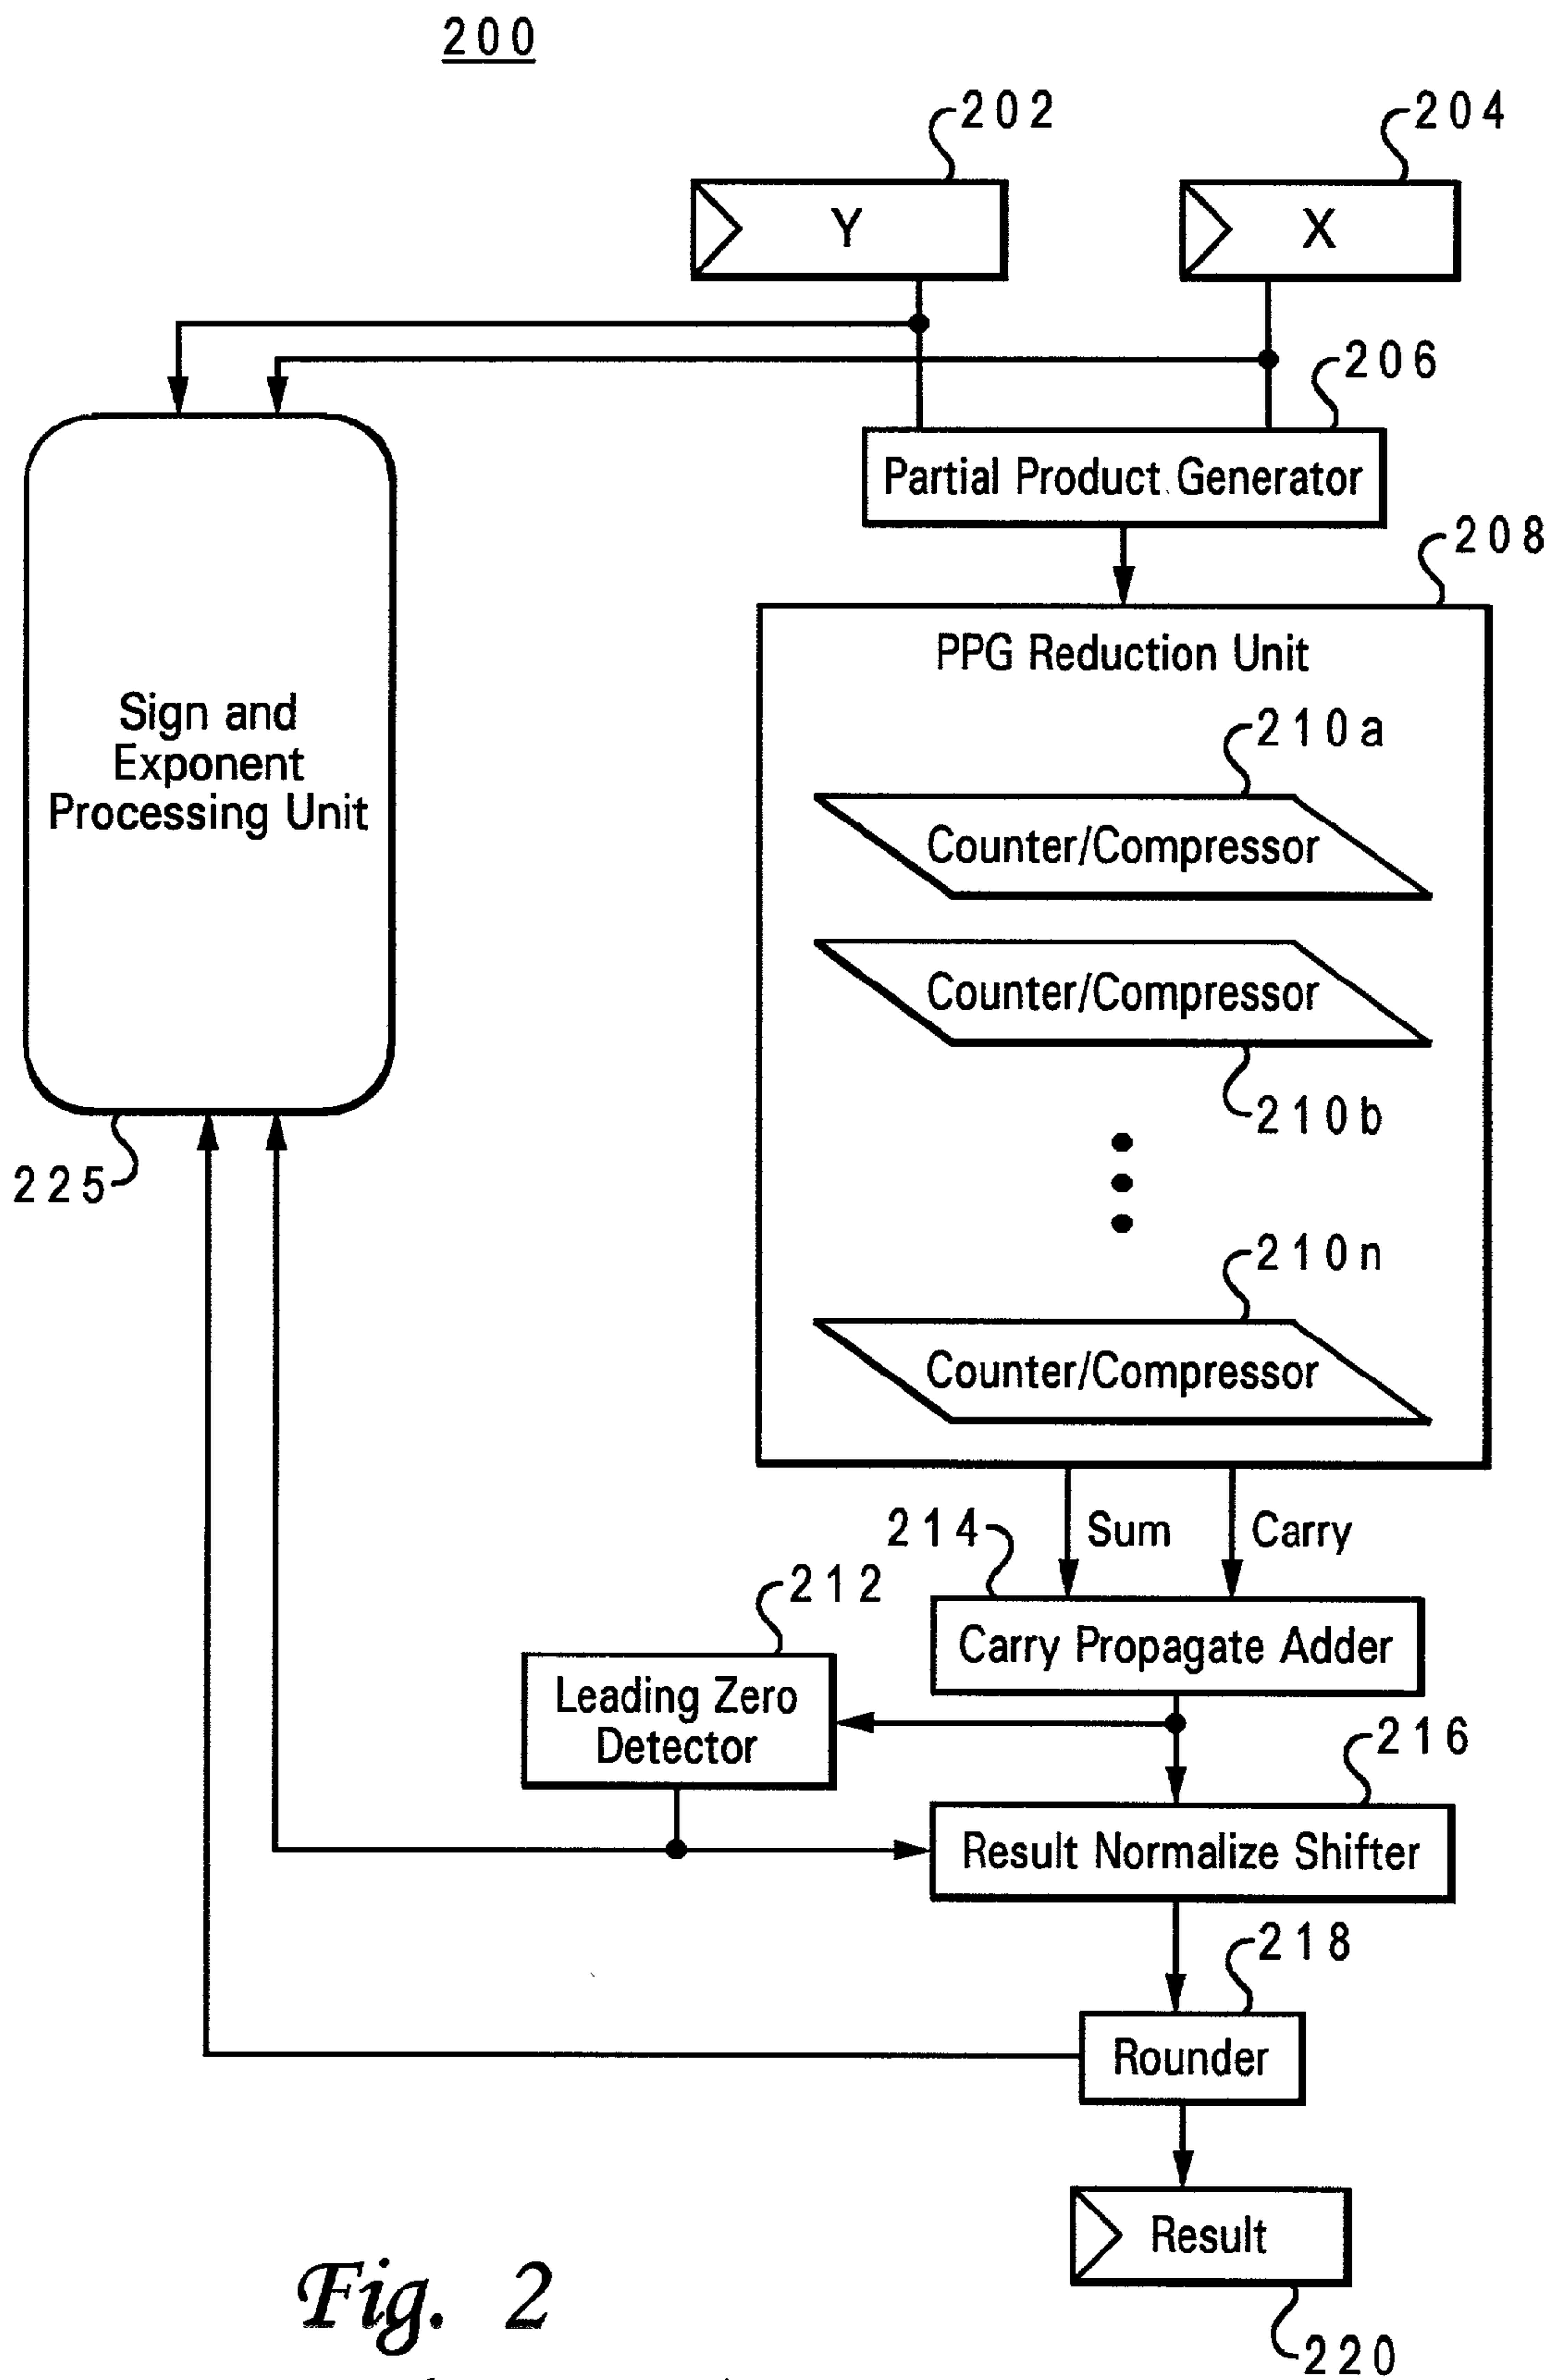 200
202
204
Y
X
206
Partial Product Generator
208
PPG Reduction Unit
210a
Counter/Compressor
Counter/Compressor
210b
210n
Counter/Compressor
Sign and
Exponent
Processing Unit
225
214
Sum
Carry
212
Carry Propagate Adder
Leading Zero
Detector
216
Result Normalize Shifter
218
Rounder
Result
220
Fig. 2